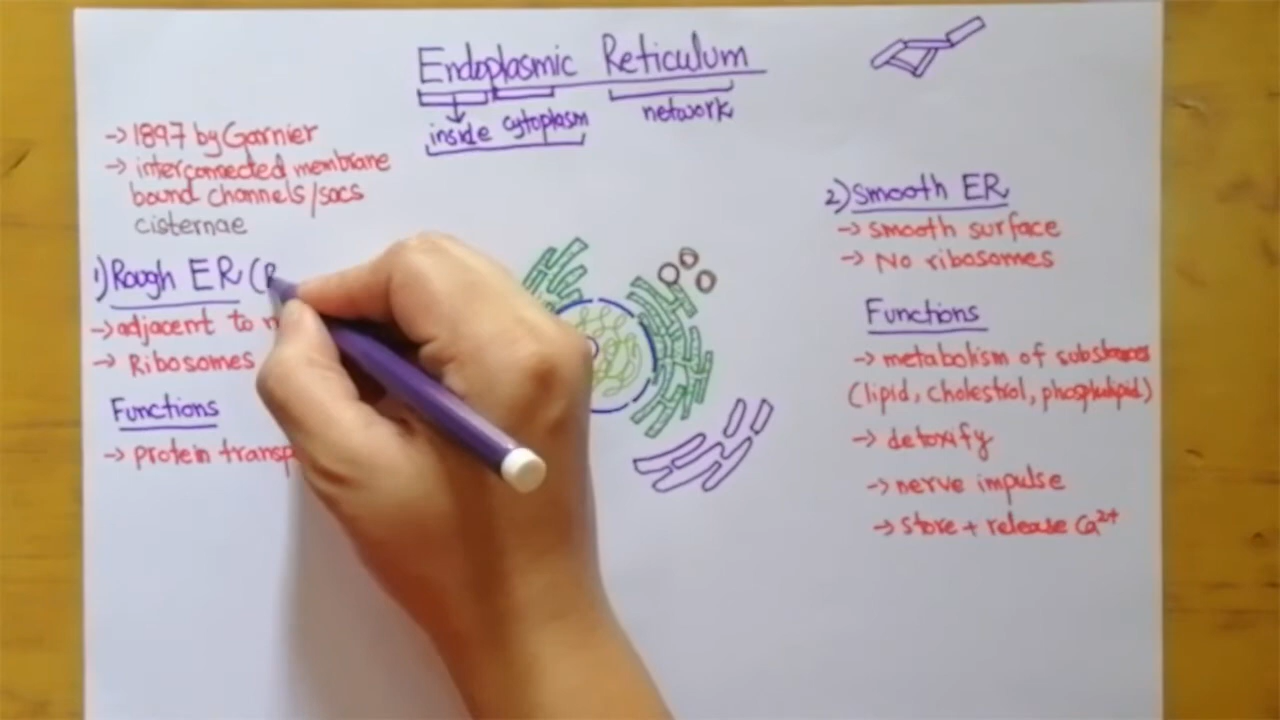 Endoplasmic Reticulum
inside cytoplasm
network
→ 1897 by Garnier
→ interconnected membrane
bound channels/sacs
cisternae
1) Rough ER (R
→ adjacent to n
→ Ribosomes
Functions
→ protein transp
2) Smooth ER
→ smooth surface
→ No ribosomes
Functions
→ metabolism of substances
(lipid, cholestrol, phospholipid)
→ detoxify
→ nerve impulse
→ store + release Ca²⁺